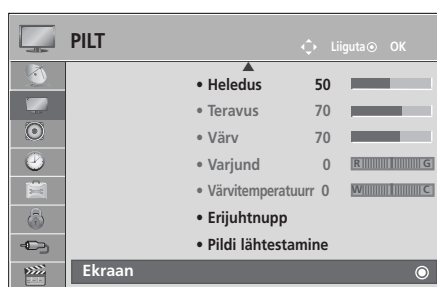 PILT
Liiguta OK
• Heledus 50
• Teravus 70
• Värv 70
• Varjund 0 R G
• Värvitemperatuurr 0 W C
• Erijuhtnupp
• Pildi lähtestamine
Ekraan